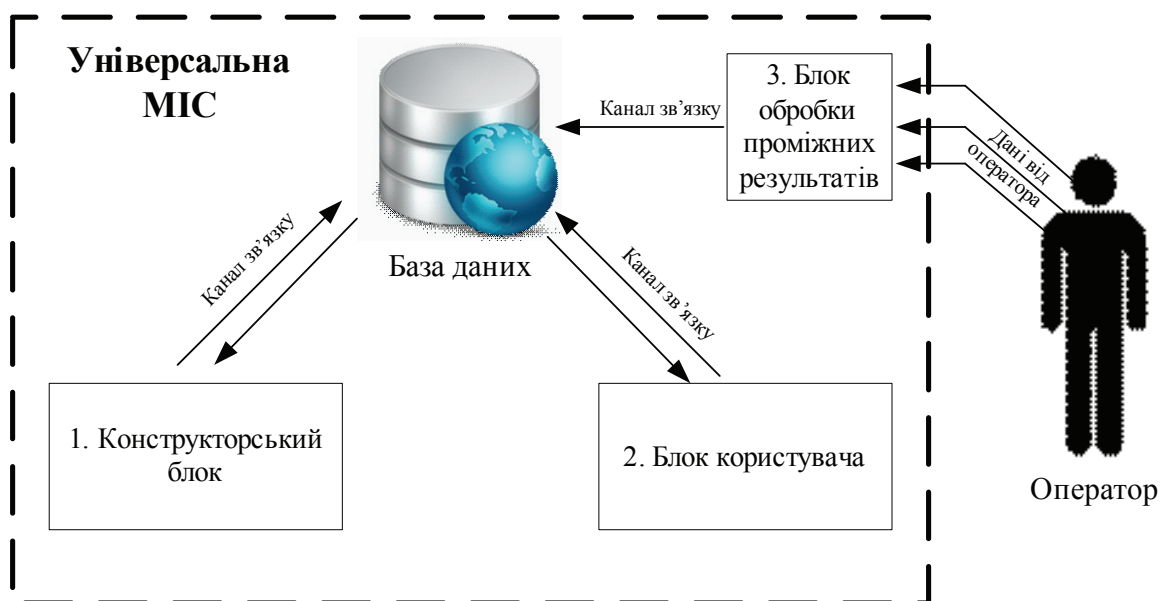 Універсальна
МІС
Канал зв’язку
3. Блок
обробки
проміжних
результатів
Дані від
оператора
База даних
Канал зв’язку
Канал зв’язку
1. Конструкторський
блок
2. Блок користувача
Оператор